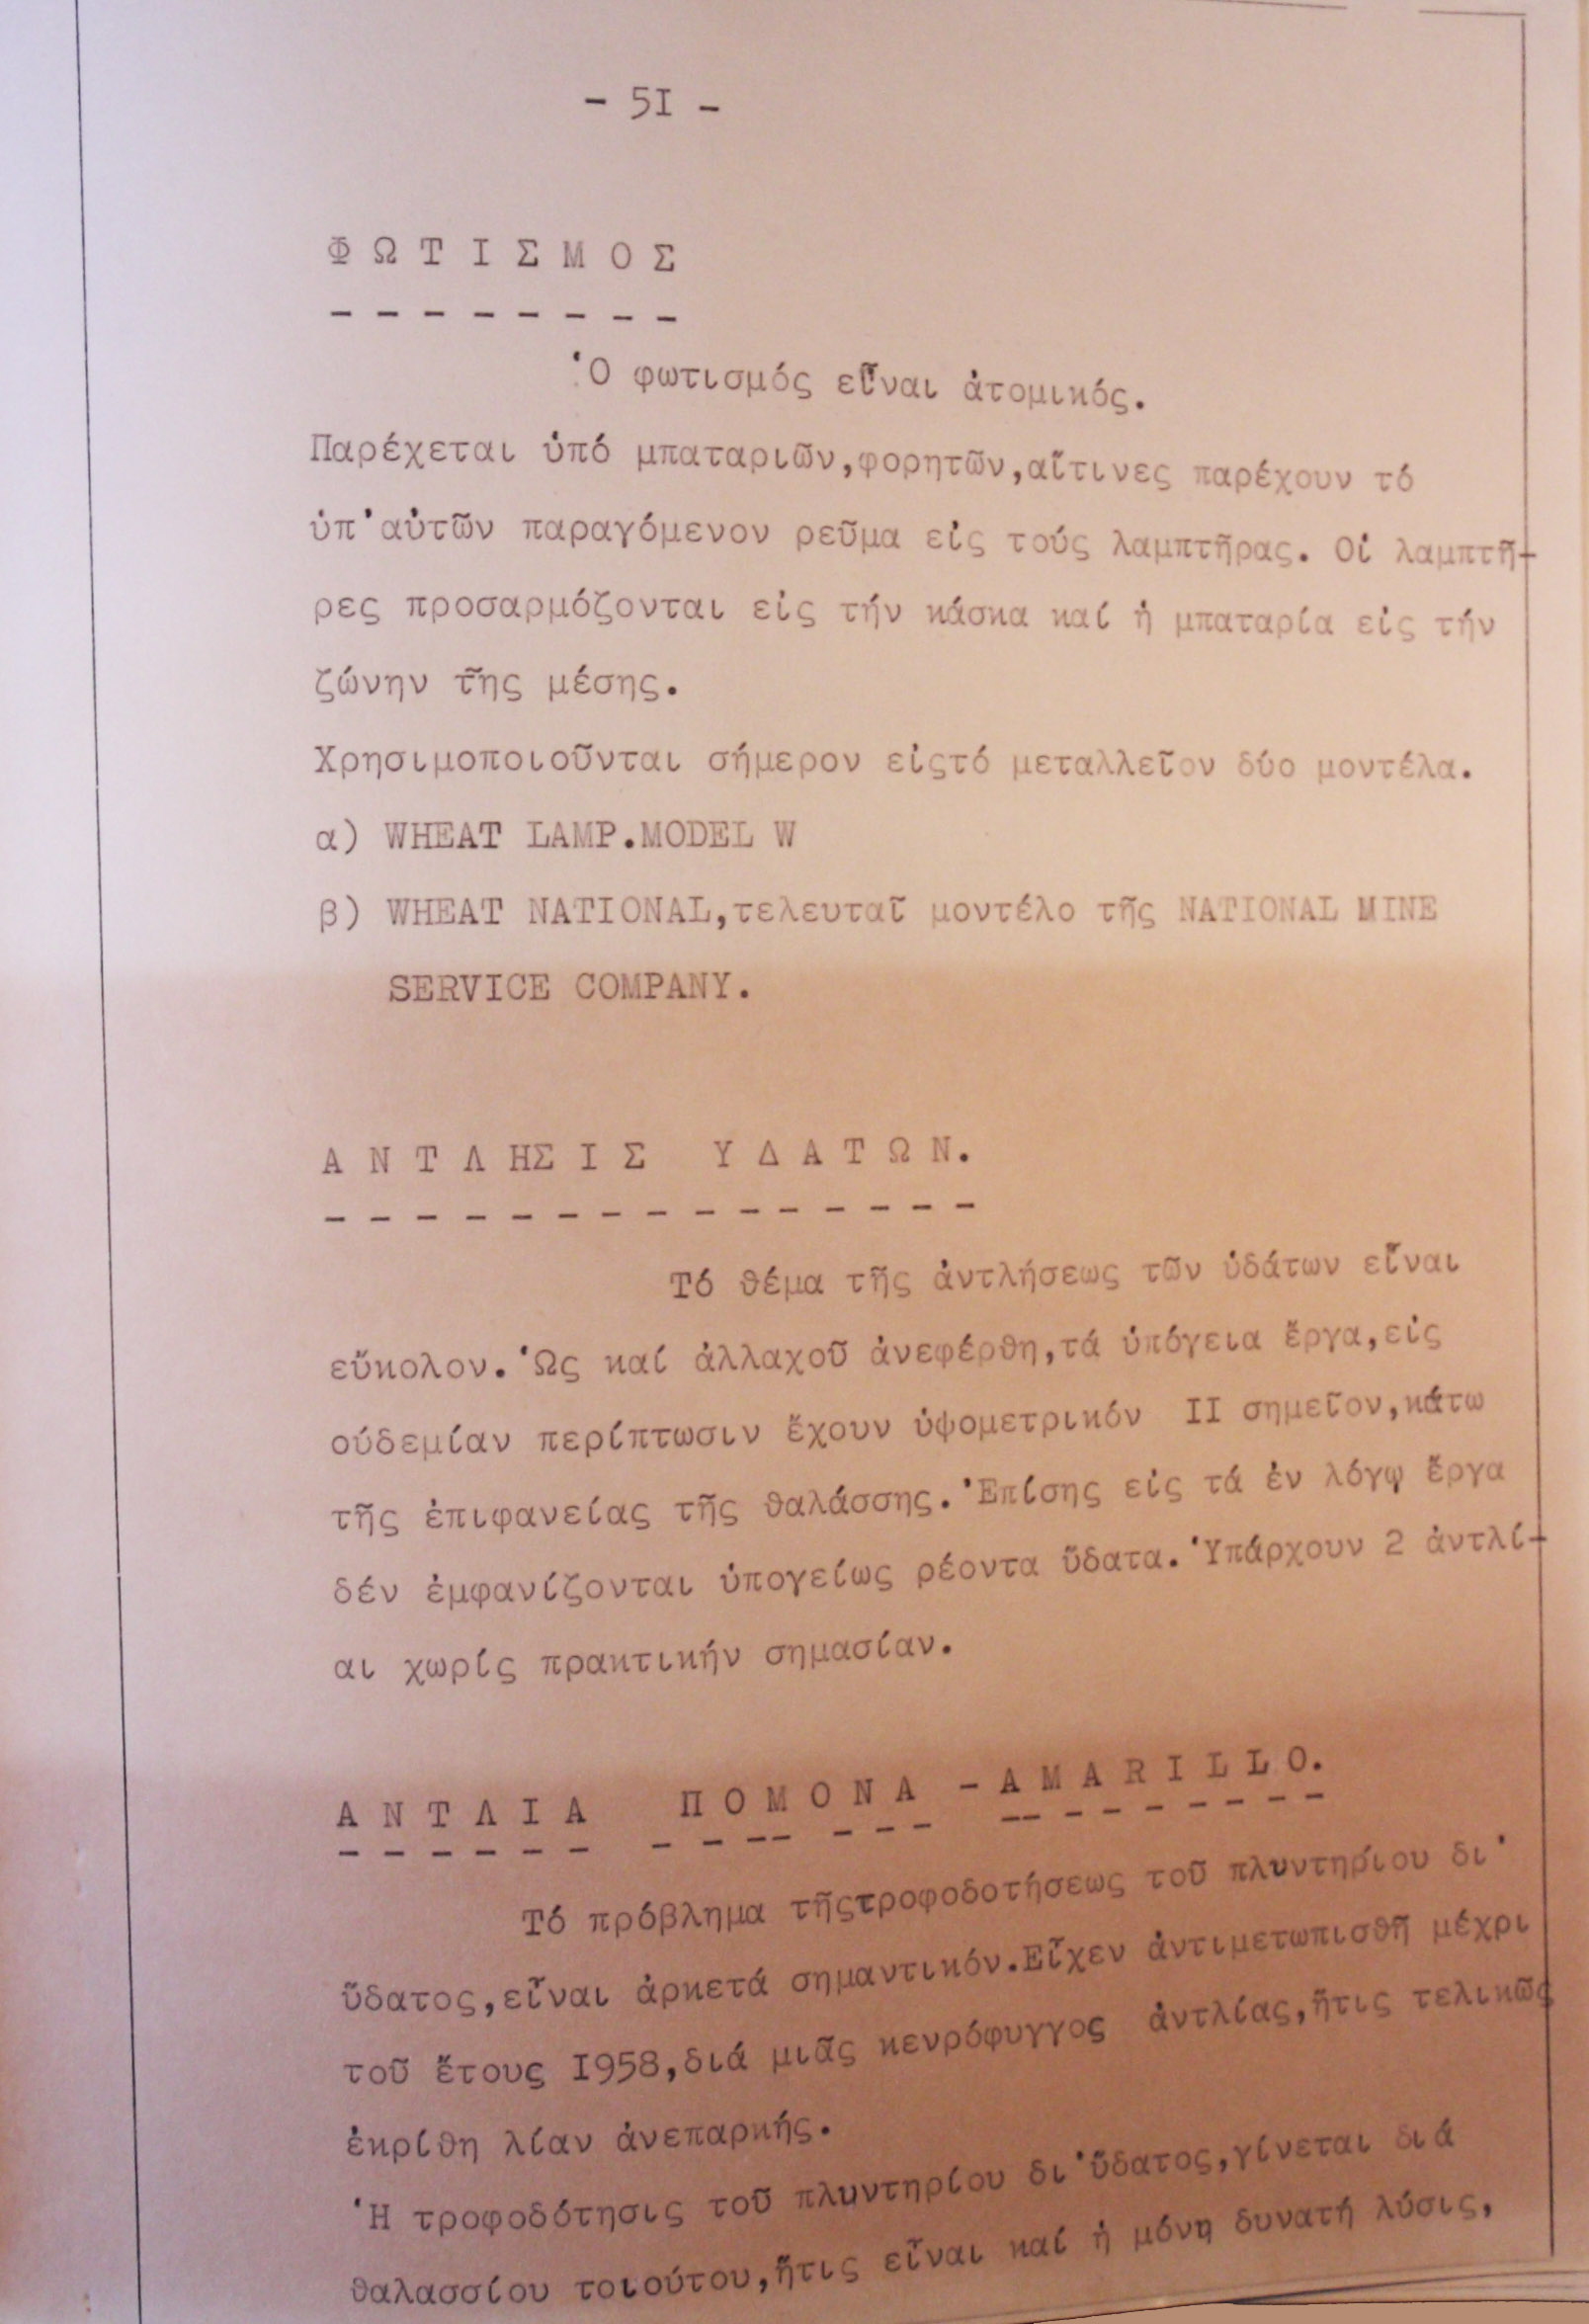 - 51 -
Φ Ω Τ Ι Σ Μ Ο Σ
- - - - - - - -
Ὁ φωτισμός εἶναι ἀτομικός.
Παρέχεται ὑπό μπαταριῶν,φορητῶν,αἵτινες παρέχουν τό
ὑπ'αὐτῶν παραγόμενον ρεῦμα εἰς τούς λαμπτῆρας. Οἱ λαμπτῆ-
ρες προσαρμόζονται εἰς τήν κάσκα καί ἡ μπαταρία εἰς τήν
ζώνην τῆς μέσης.
Χρησιμοποιοῦνται σήμερον εἰςτό μεταλλεῖον δύο μοντέλα.
α) WHEAT LAMP.MODEL W
β) WHEAT NATIONAL,τελευταῖ μοντέλο τῆς NATIONAL MINE
SERVICE COMPANY.
Α Ν Τ Λ ΗΣ Ι Σ Υ Δ Α Τ Ω Ν.
- - - - - - - - - - - - - - -
Τό θέμα τῆς ἀντλήσεως τῶν ὑδάτων εἶναι
εὔκολον.Ὡς καί ἀλλαχοῦ ἀνεφέρθη,τά ὑπόγεια ἔργα,εἰς
οὐδεμίαν περίπτωσιν ἔχουν ὑψομετρικόν II σημεῖον,κάτω
τῆς ἐπιφανείας τῆς θαλάσσης.Ἐπίσης εἰς τά ἐν λόγῳ ἔργα
δέν ἐμφανίζονται ὑπογείως ρέοντα ὕδατα.Ὑπάρχουν 2 ἀντλί-
αι χωρίς πρακτικήν σημασίαν.
Α Ν Τ Λ Ι Α Π Ο Μ Ο Ν Α - A M A R I L L O.
- - - - - - - - -- - - - -- - - - - - - -
Τό πρόβλημα τῆςτροφοδοτήσεως τοῦ πλυντηρίου δι'
ὕδατος,εἶναι ἀρκετά σημαντικόν.Εἶχεν ἀντιμετωπισθῆ μέχρι
τοῦ ἔτους 1958,διά μιᾶς κενρόφυγγος ἀντλίας,ἥτις τελικῶς
ἐκρίθη λίαν ἀνεπαρκής.
Ἡ τροφοδότησις τοῦ πλυντηρίου δι'ὕδατος,γίνεται διά
θαλασσίου τοιούτου,ἥτις εἶναι καί ἡ μόνη δυνατή λύσις,